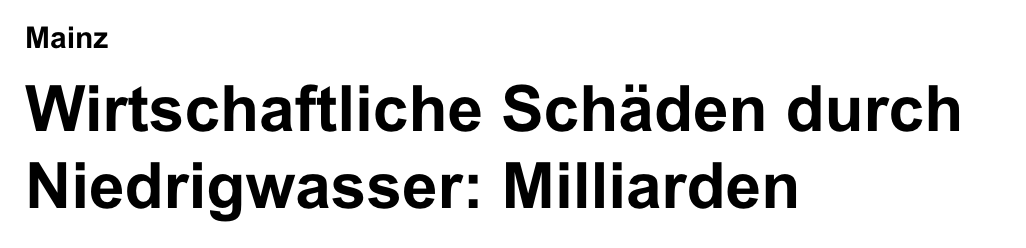 Mainz
Wirtschaftliche Schäden durch
Niedrigwasser: Milliarden